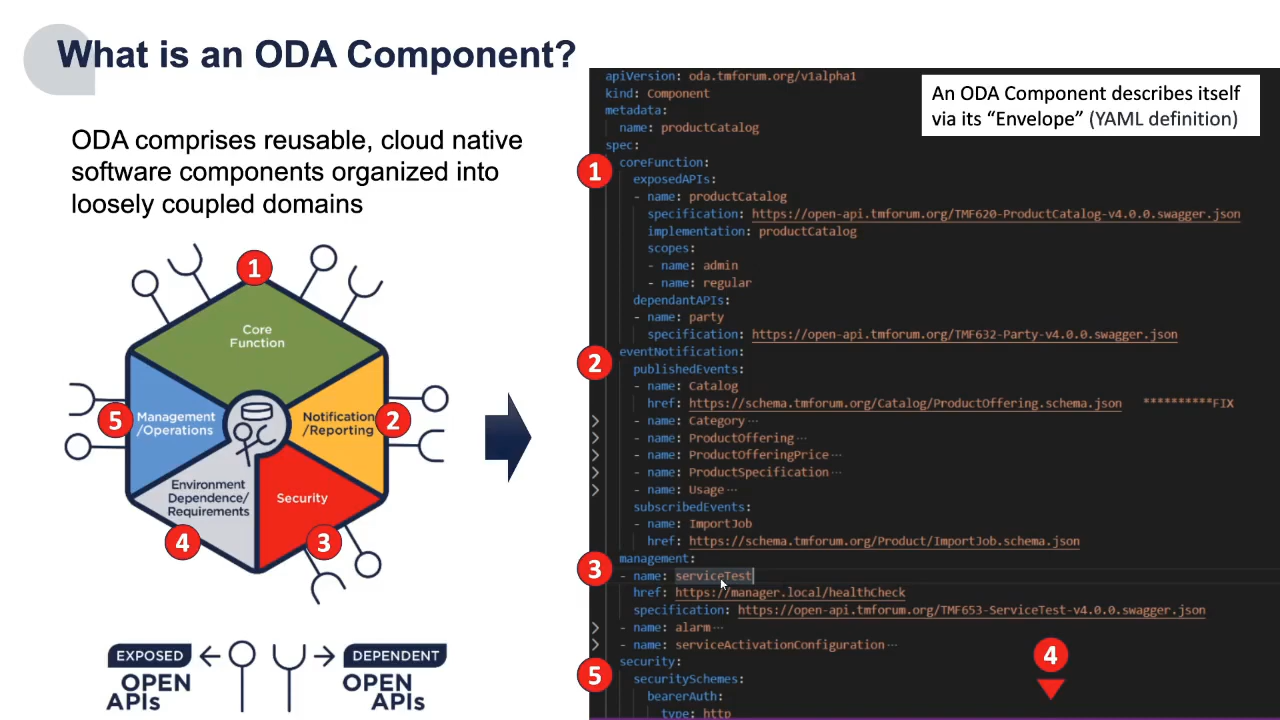 What is an ODA Component?
ODA comprises reusable, cloud native
software components organized into
loosely coupled domains
1
Core
Function
5
Management
/Operations
Notification
/Reporting
2
Environment
Dependence/
Requirements
Security
4
3
EXPOSED
OPEN
APIs
DEPENDENT
OPEN
APIs
An ODA Component describes itself
via its “Envelope” (YAML definition)
apiVersion: oda.tmforum.org/v1alpha1
kind: Component
metadata:
name: productCatalog
spec:
1
coreFunction:
exposedAPIs:
- name: productCatalog
specification: https://open-api.tmforum.org/TMF620-ProductCatalog-v4.0.0.swagger.json
implementation: productCatalog
scopes:
- name: admin
- name: regular
dependantAPIs:
- name: party
specification: https://open-api.tmforum.org/TMF632-Party-v4.0.0.swagger.json
2
eventNotification:
publishedEvents:
- name: Catalog
href: https://schema.tmforum.org/Catalog/ProductOffering.schema.json **********FIX
- name: Category…
- name: ProductOffering…
- name: ProductOfferingPrice…
- name: ProductSpecification…
- name: Usage…
subscribedEvents:
- name: ImportJob
href: https://schema.tmforum.org/Product/ImportJob.schema.json
3
management:
- name: serviceTest
href: https://manager.local/healthCheck
specification: https://open-api.tmforum.org/TMF653-ServiceTest-v4.0.0.swagger.json
- name: alarm…
- name: serviceActivationConfiguration…
5
security:
securitySchemes:
bearerAuth:
type: http
4